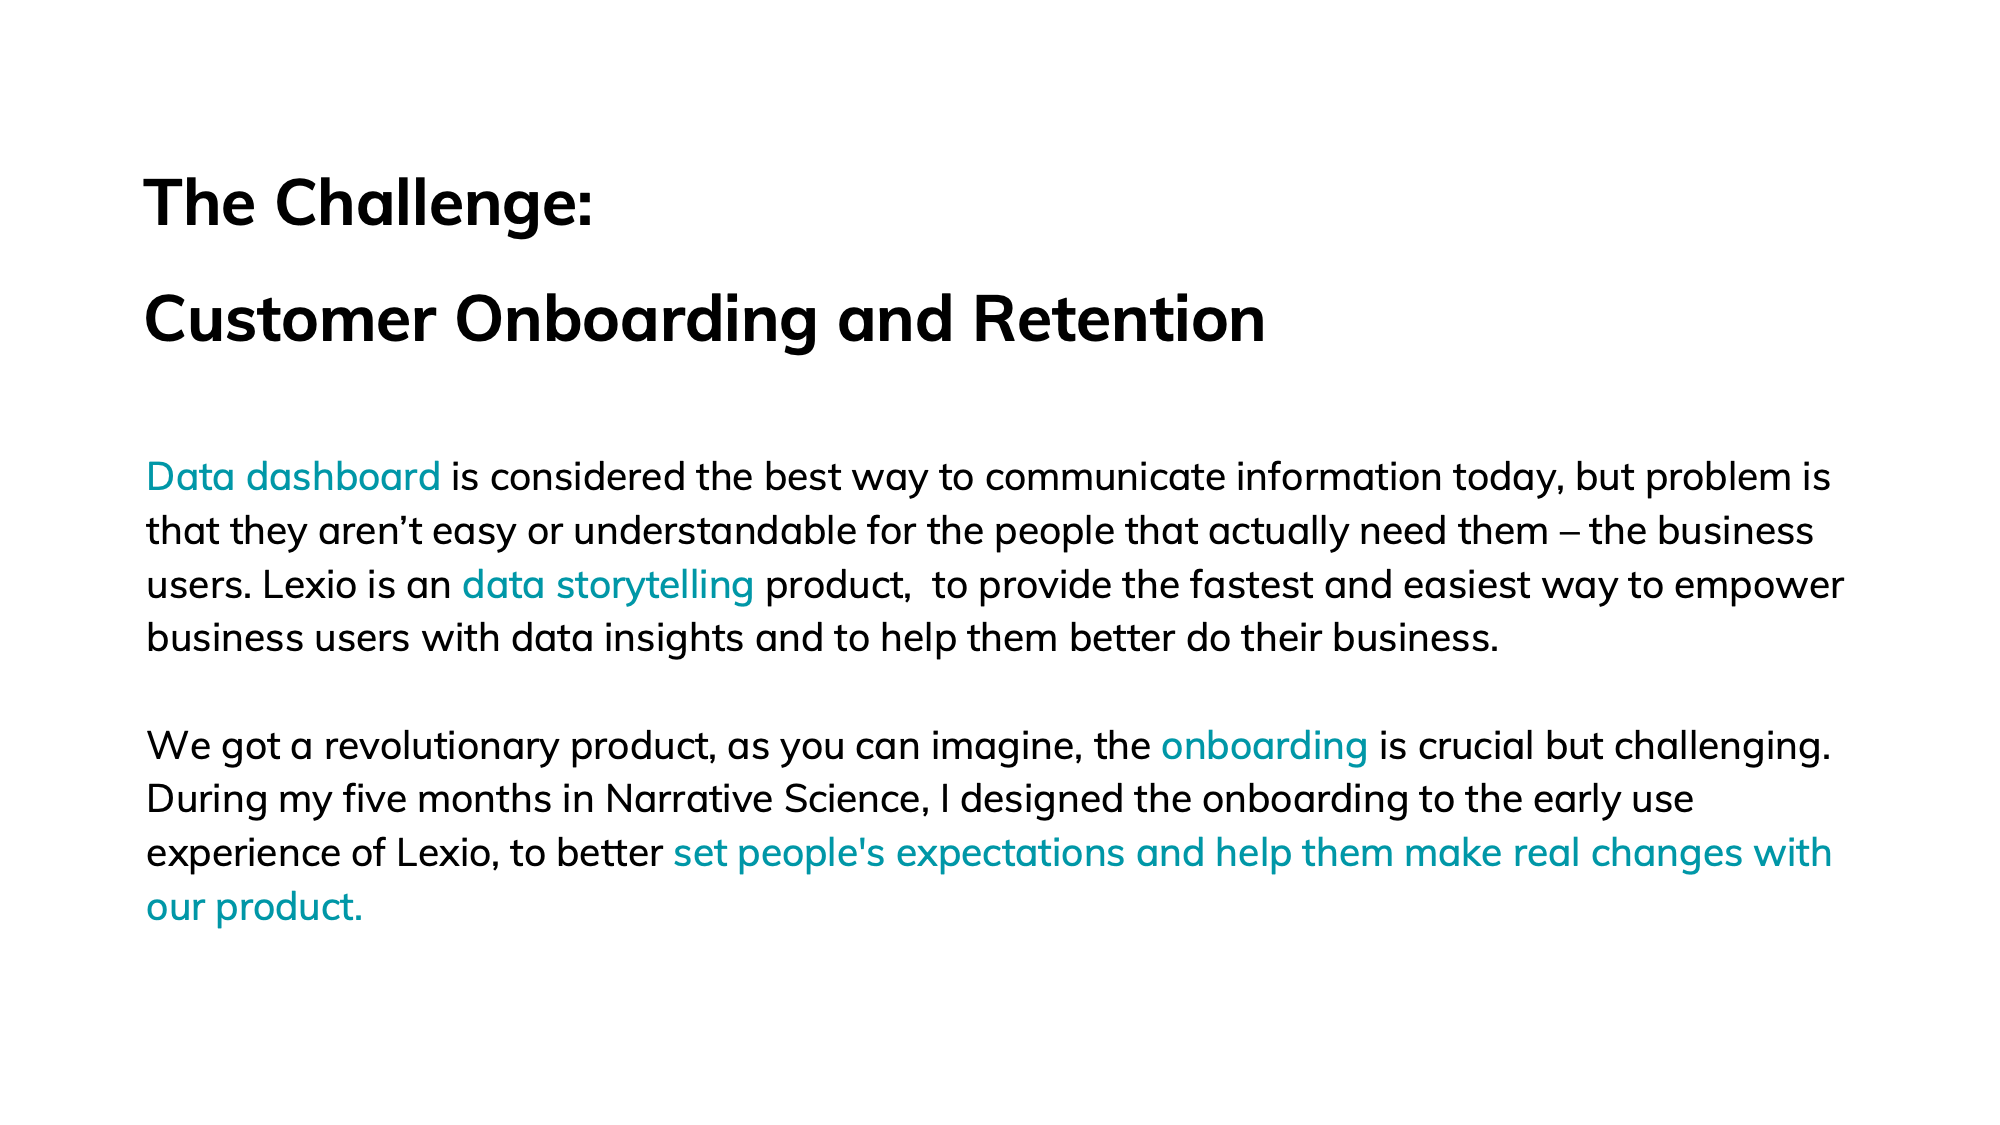 The Challenge:
Customer Onboarding and Retention
Data dashboard is considered the best way to communicate information today, but problem is
that they aren’t easy or understandable for the people that actually need them – the business
users. Lexio is an data storytelling product,  to provide the fastest and easiest way to empower
business users with data insights and to help them better do their business.
We got a revolutionary product, as you can imagine, the onboarding is crucial but challenging.
During my five months in Narrative Science, I designed the onboarding to the early use
experience of Lexio, to better set people's expectations and help them make real changes with
our product.